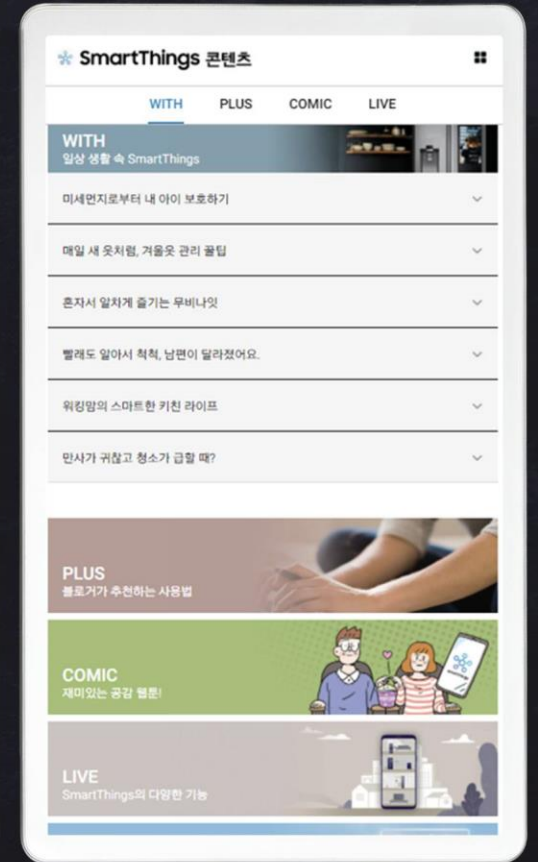 SmartThings 콘텐츠
WITH PLUS COMIC LIVE
WITH
일상 생활 속 SmartThings
미세먼지로부터 내 아이 보호하기
매일 새 옷처럼, 겨울옷 관리 꿀팁
혼자서 알차게 즐기는 무비나잇
빨래도 알아서 척척, 남편이 달라졌어요.
워킹맘의 스마트한 키친 라이프
만사가 귀찮고 청소가 급할 때?
PLUS
블로거가 추천하는 사용법
COMIC
재미있는 공감 웹툰!
LIVE
SmartThings의 다양한 기능